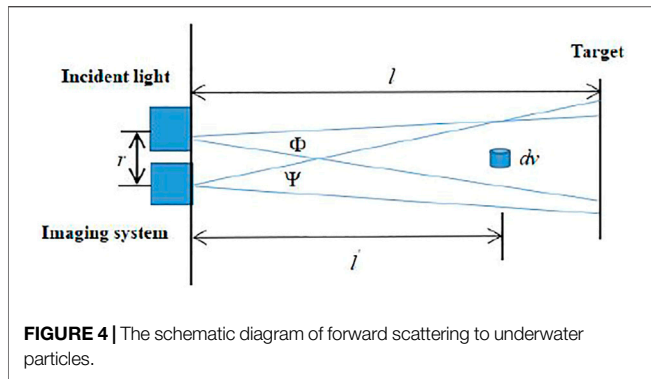 Target
Incident light
l
r
Φ
Ψ
dv
Imaging system
l'
FIGURE 4 | The schematic diagram of forward scattering to underwater
particles.